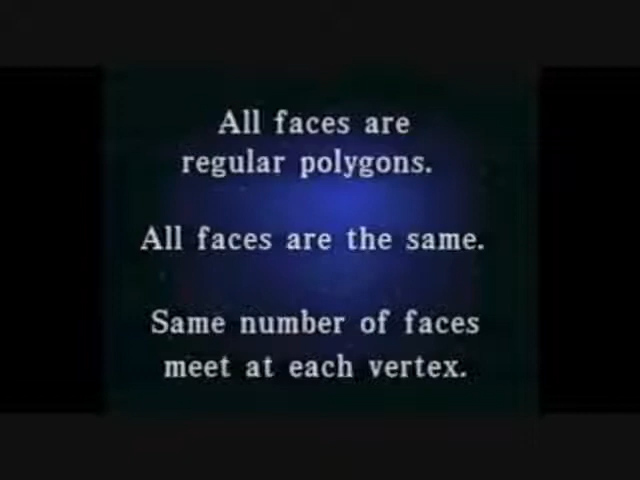 All faces are
regular polygons.
All faces are the same.
Same number of faces
meet at each vertex.